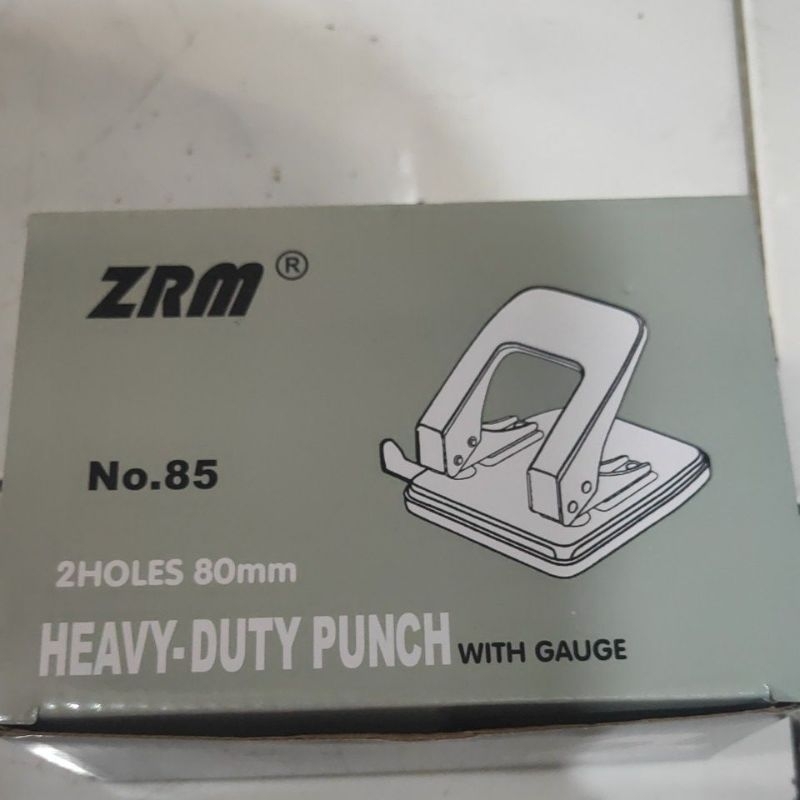 ZRM ®
No.85
2HOLES 80mm
HEAVY-DUTY PUNCH WITH GAUGE